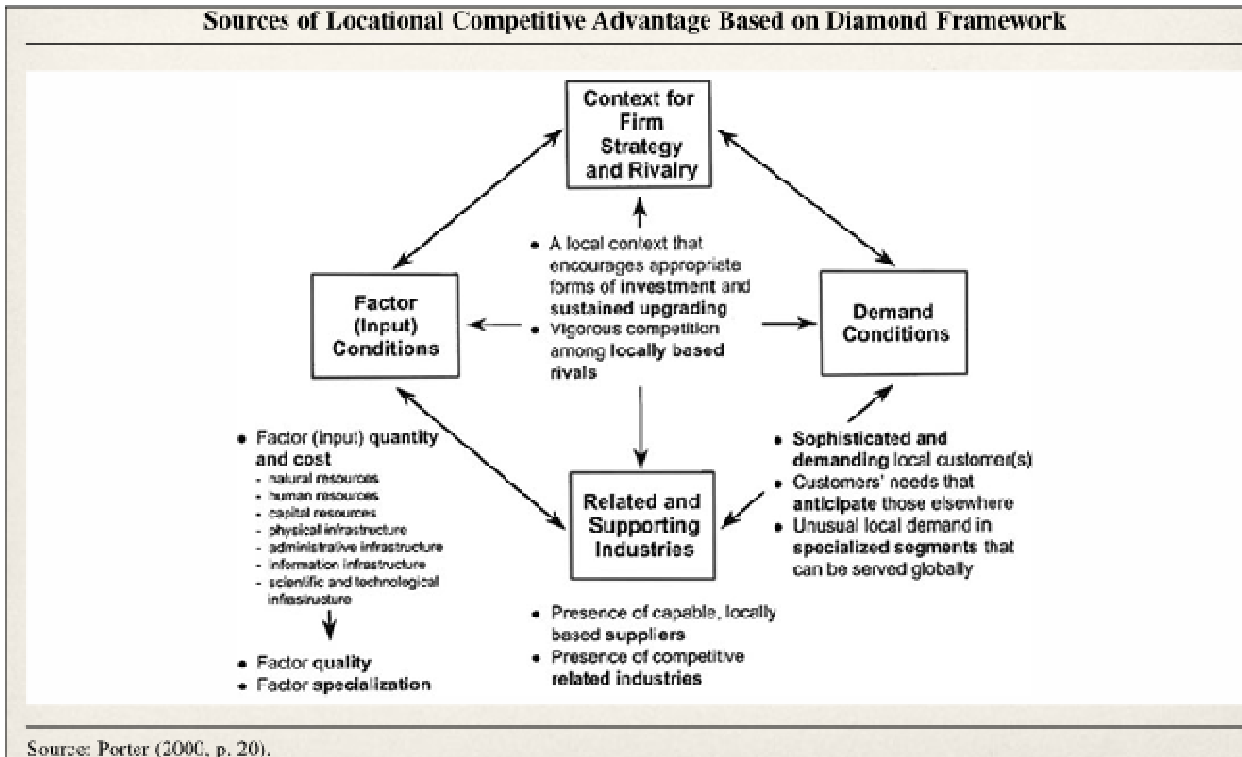 Sources of Locational Competitive Advantage Based on Diamond Framework
Context for
Firm
Strategy
and Rivalry
• A local context that
encourages appropriate
forms of investment and
sustained upgrading
• Vigorous competition
among locally based
rivals
Factor
(Input)
Conditions
Demand
Conditions
• Factor (input) quantity
and cost
- natural resources
- human resources
- capital resources
- physical infrastructure
- administrative infrastructure
- information infrastructure
- scientific and technological
infrastructure
• Factor quality
• Factor specialization
Related and
Supporting
Industries
• Presence of capable, locally
based suppliers
• Presence of competitive
related industries
• Sophisticated and
demanding local customer(s)
• Customers' needs that
anticipate those elsewhere
• Unusual local demand in
specialized segments that
can be served globally
Source: Porter (2000, p. 20).